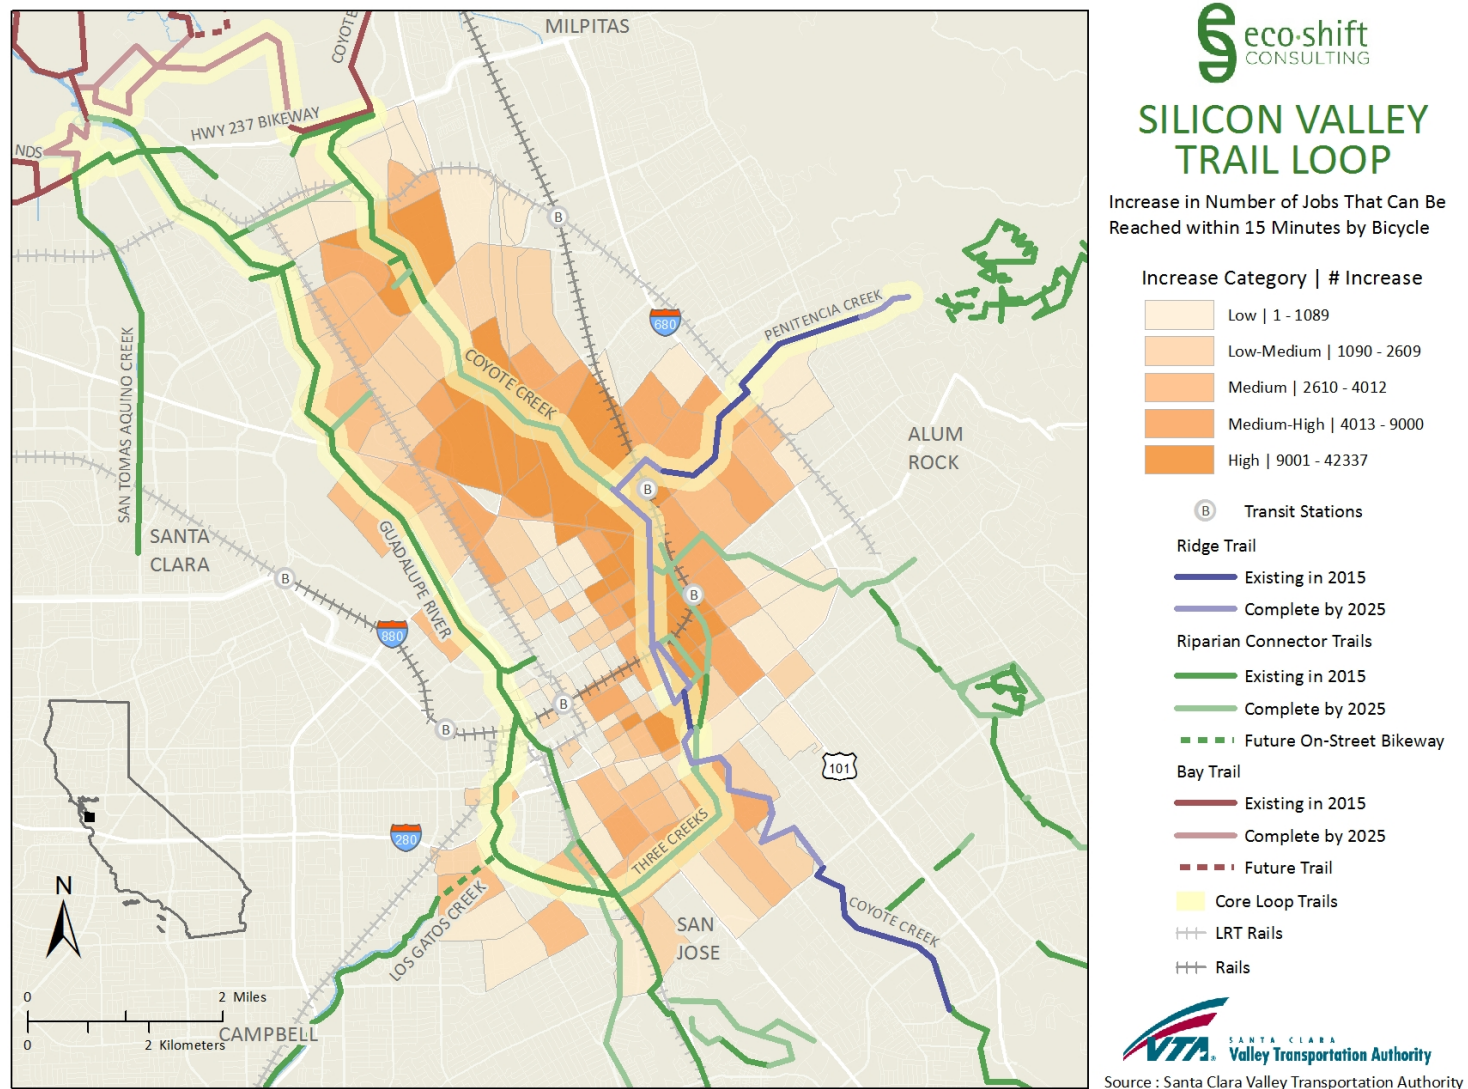 MILPITAS
COYOTE
HWY 237 BIKEWAY
NDS
B
680
PENITENCIA CREEK
COYOTE CREEK
SAN TOMAS AQUINO CREEK
ALUM
ROCK
B
SANTA
CLARA
GUADALUPE RIVER
B
B
880
B
B
101
280
THREE CREEKS
LOS GATOS CREEK
SAN
JOSE
COYOTE CREEK
N
0
2 Miles
0
2 Kilometers
CAMPBELL
eco·shift
CONSULTING
SILICON VALLEY
TRAIL LOOP
Increase in Number of Jobs That Can Be
Reached within 15 Minutes by Bicycle
Increase Category | # Increase
Low | 1 - 1089
Low-Medium | 1090 - 2609
Medium | 2610 - 4012
Medium-High | 4013 - 9000
High | 9001 - 42337
B Transit Stations
Ridge Trail
Existing in 2015
Complete by 2025
Riparian Connector Trails
Existing in 2015
Complete by 2025
Future On-Street Bikeway
Bay Trail
Existing in 2015
Complete by 2025
Future Trail
Core Loop Trails
LRT Rails
Rails
VTA
SANTA CLARA
Valley Transportation Authority
Source : Santa Clara Valley Transportation Authority